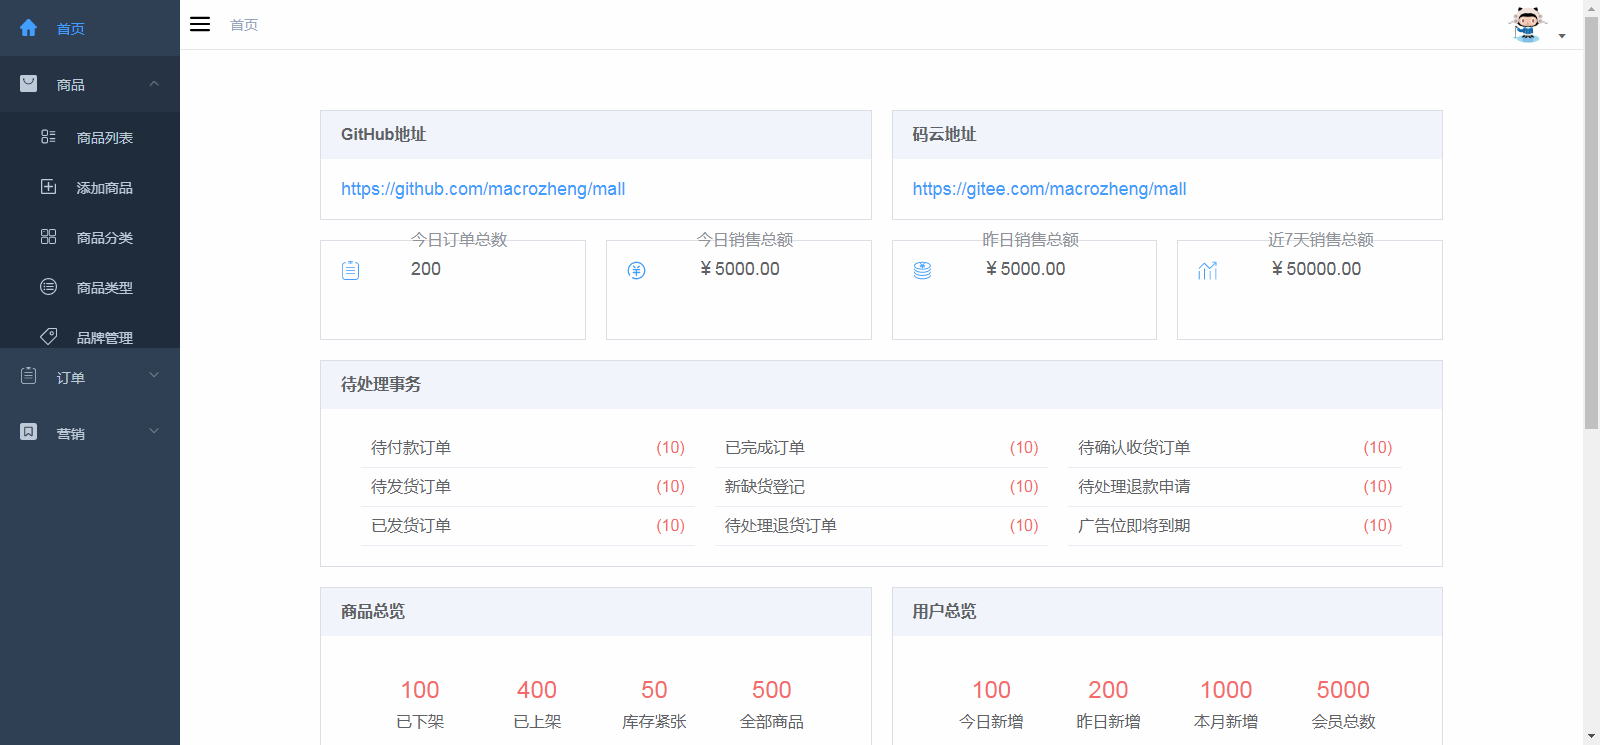 首页
商品
商品列表
添加商品
商品分类
商品类型
品牌管理
订单
营销
首页
GitHub地址
https://github.com/macrozheng/mall
码云地址
https://gitee.com/macrozheng/mall
今日订单总数
200
今日销售总额
￥5000.00
昨日销售总额
￥5000.00
近7天销售总额
￥50000.00
待处理事务
待付款订单 (10) 已完成订单 (10) 待确认收货订单 (10)
待发货订单 (10) 新缺货登记 (10) 待处理退款申请 (10)
已发货订单 (10) 待处理退货订单 (10) 广告位即将到期 (10)
商品总览
100 400 50 500
已下架 已上架 库存紧张 全部商品
用户总览
100 200 1000 5000
今日新增 昨日新增 本月新增 会员总数